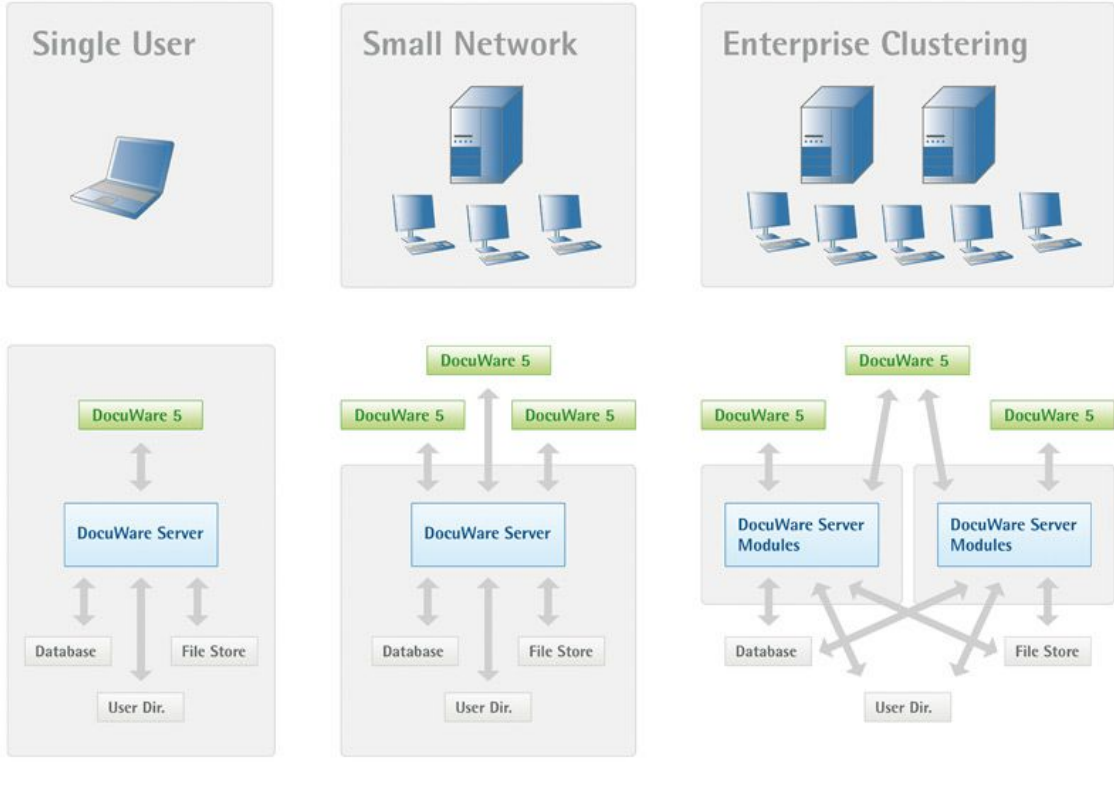 Single User
Small Network
Enterprise Clustering
DocuWare 5
DocuWare Server
Database
File Store
User Dir.
DocuWare 5
DocuWare 5
DocuWare 5
DocuWare Server
Database
File Store
User Dir.
DocuWare 5
DocuWare 5
DocuWare 5
DocuWare Server
Modules
DocuWare Server
Modules
Database
File Store
User Dir.